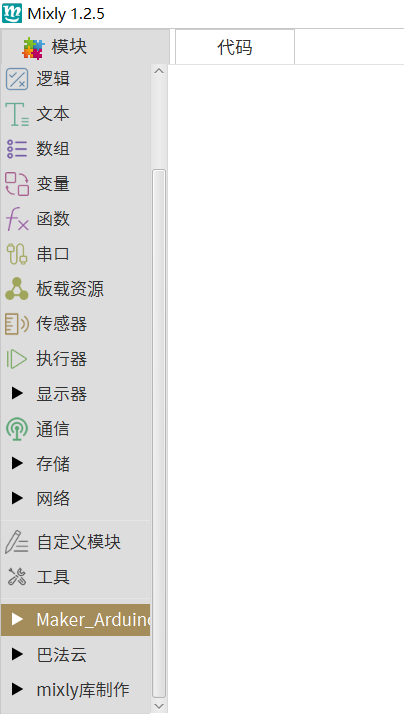 Mixly 1.2.5
模块 代码
逻辑
文本
数组
变量
函数
串口
板载资源
传感器
执行器
显示器
通信
存储
网络
自定义模块
工具
Maker_Arduino
巴法云
mixly库制作